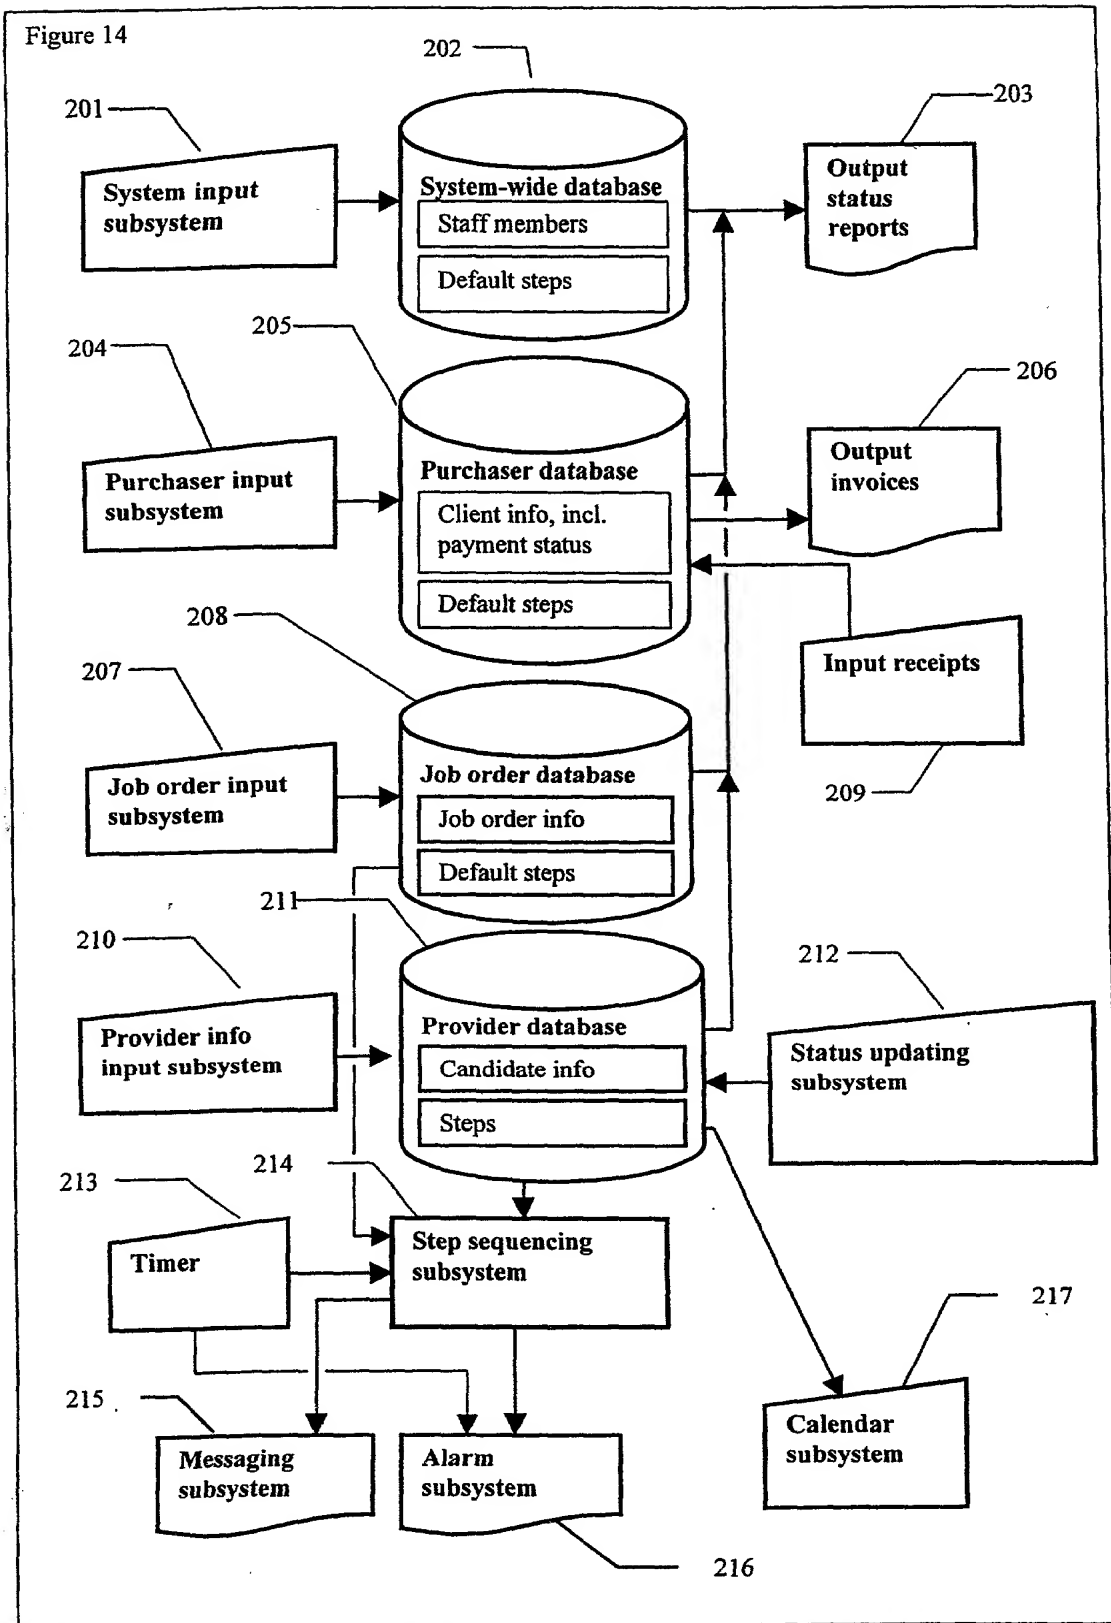 Figure 14
202
201
203
System input
subsystem
System-wide database
Staff members
Default steps
Output
status
reports
205
204
206
Purchaser input
subsystem
Purchaser database
Client info, incl.
payment status
Default steps
Output
invoices
208
207
Input receipts
209
Job order input
subsystem
Job order database
Job order info
Default steps
211
210
212
Provider info
input subsystem
Provider database
Candidate info
Steps
Status updating
subsystem
214
213
Timer
Step sequencing
subsystem
217
215
Messaging
subsystem
Alarm
subsystem
Calendar
subsystem
216